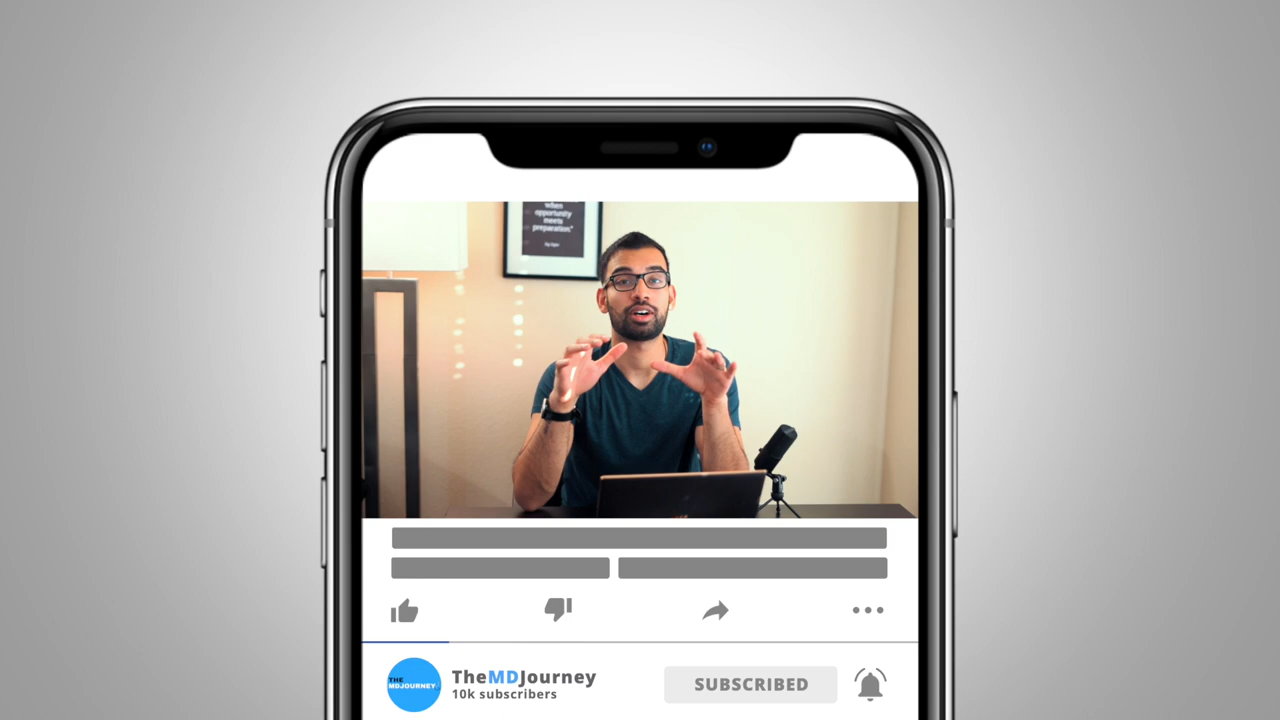 when
opportunity
meets
preparation."
THE
MDJOURNEY
TheMDJourney
10k subscribers
SUBSCRIBED